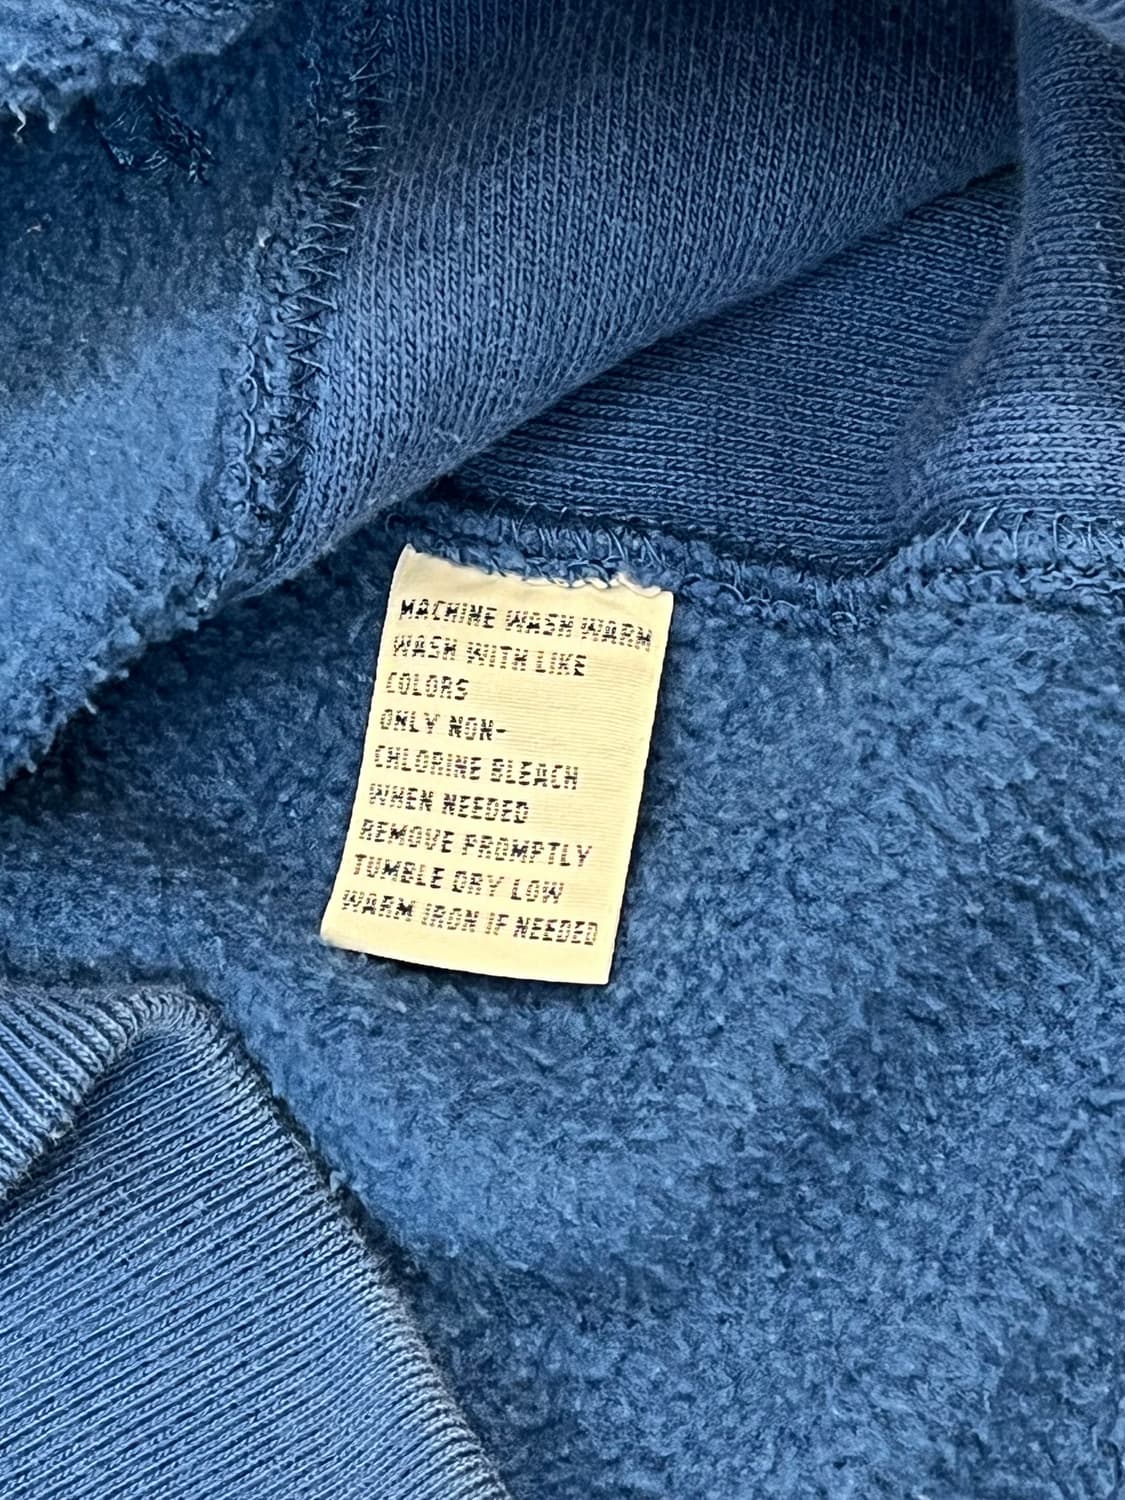 MACHINE WASH WARM
WASH WITH LIKE
COLORS
ONLY NON-
CHLORINE BLEACH
WHEN NEEDED
REMOVE PROMPTLY
TUMBLE DRY LOW
WARM IRON IF NEEDED